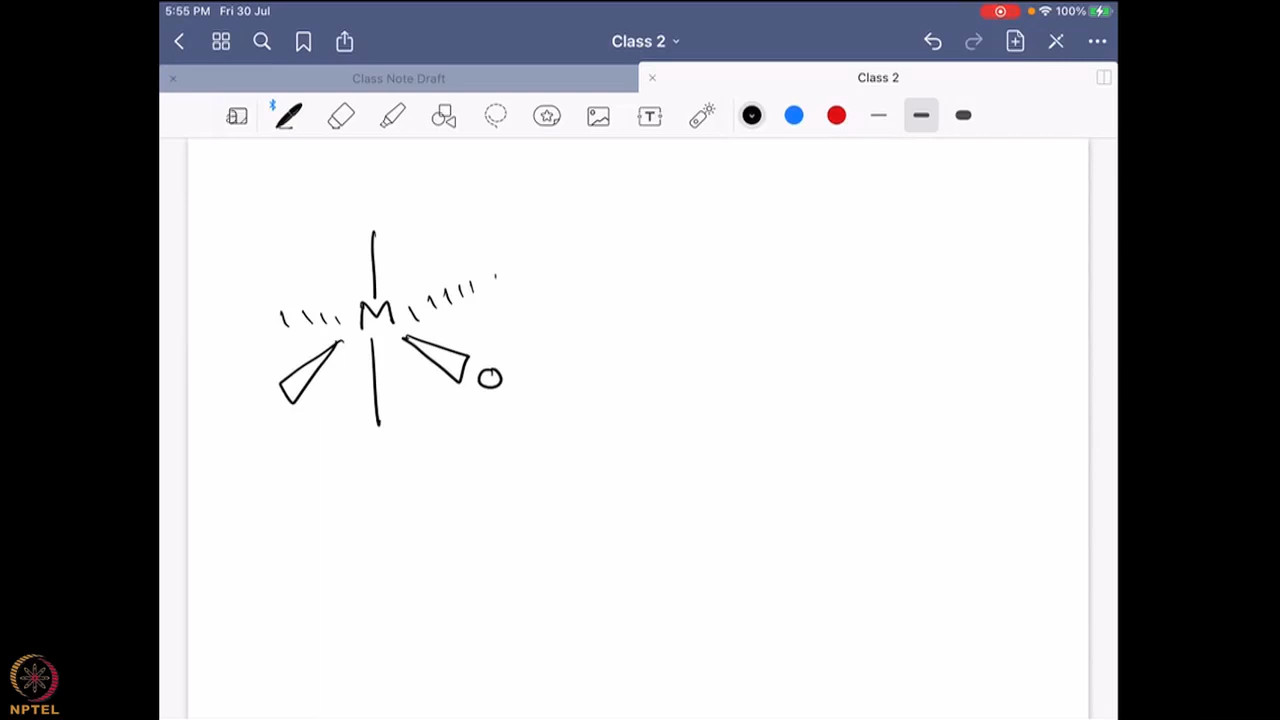 5:55 PM Fri 30 Jul
100%
Class 2
Class Note Draft
Class 2
T
M
O
NPTEL